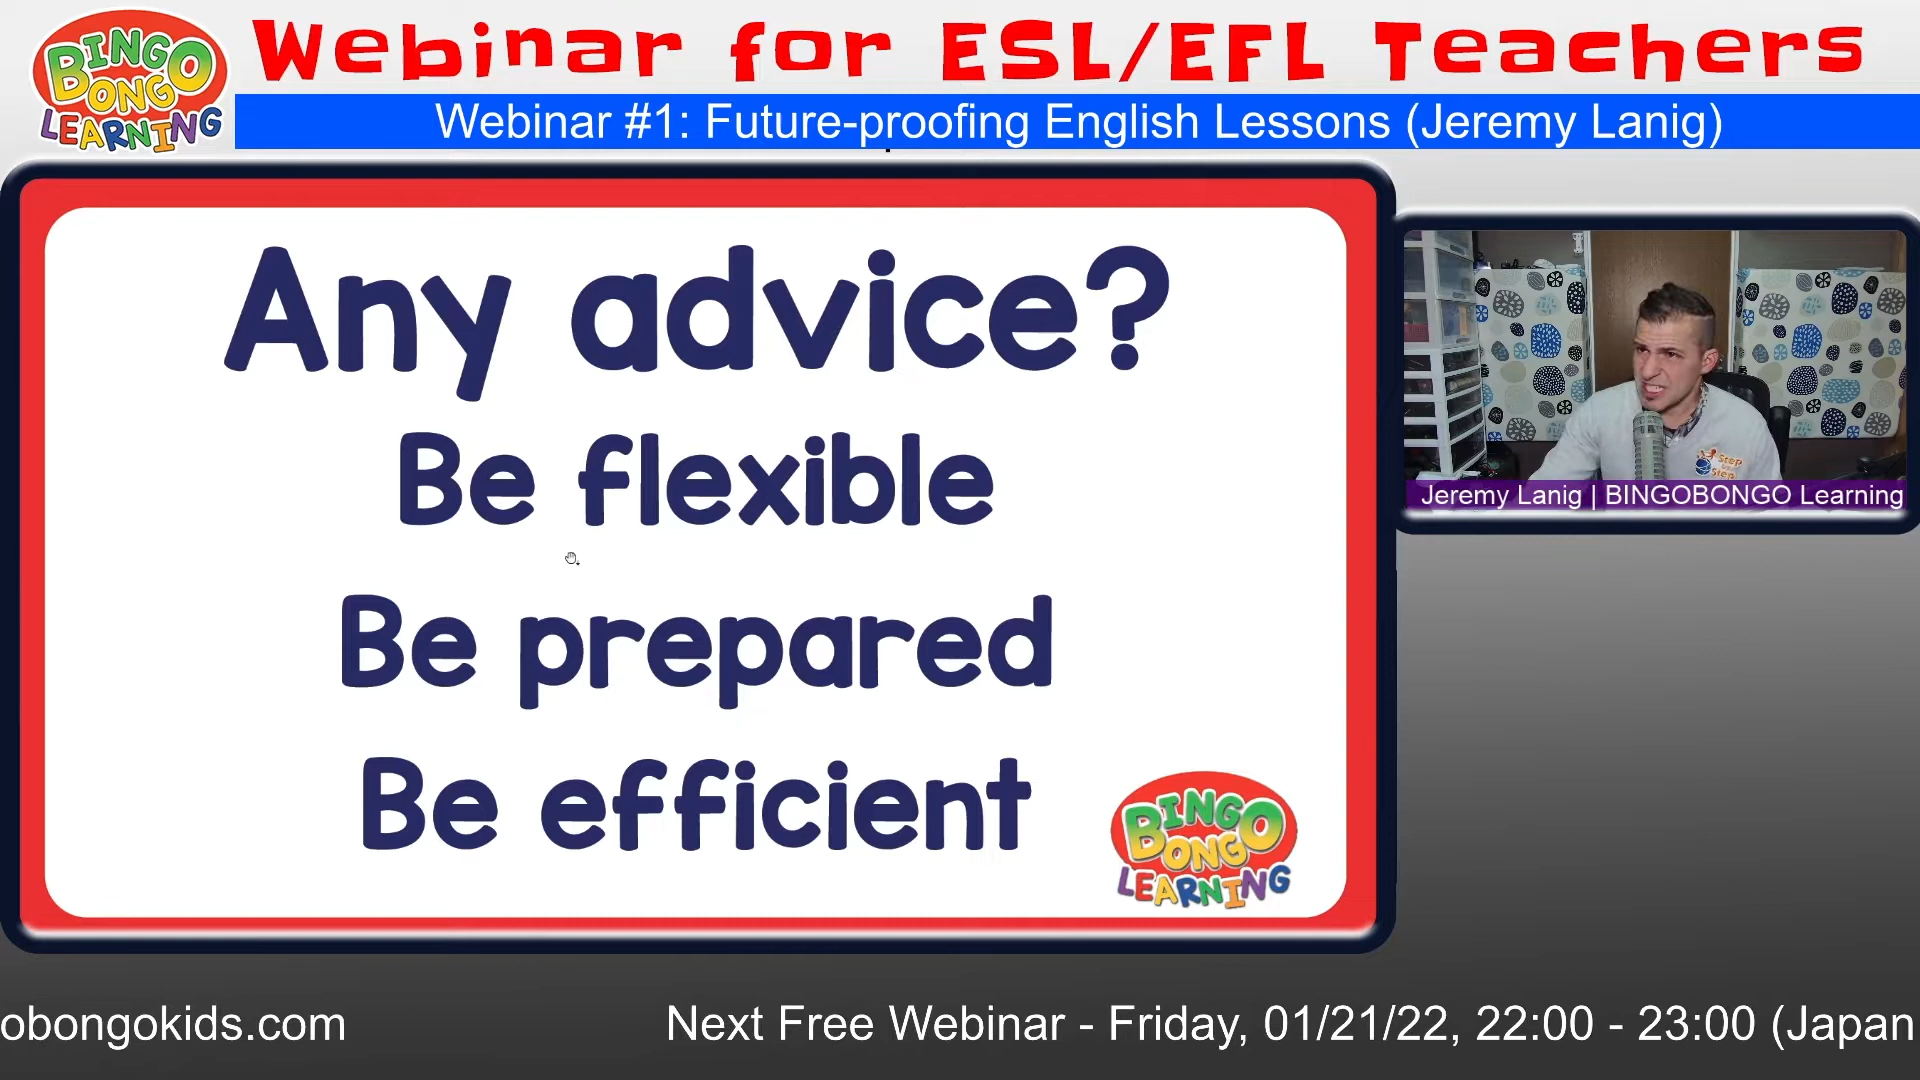 BINGO
BONGO
LEARNING
Webinar for ESL/EFL Teachers
Webinar #1: Future-proofing English Lessons (Jeremy Lanig)
Any advice?
Be flexible
Be prepared
Be efficient
BINGO
BONGO
LEARNING
Step
Step
Jeremy Lanig | BINGOBONGO Learning
obongokids.com
Next Free Webinar - Friday, 01/21/22, 22:00 - 23:00 (Japan